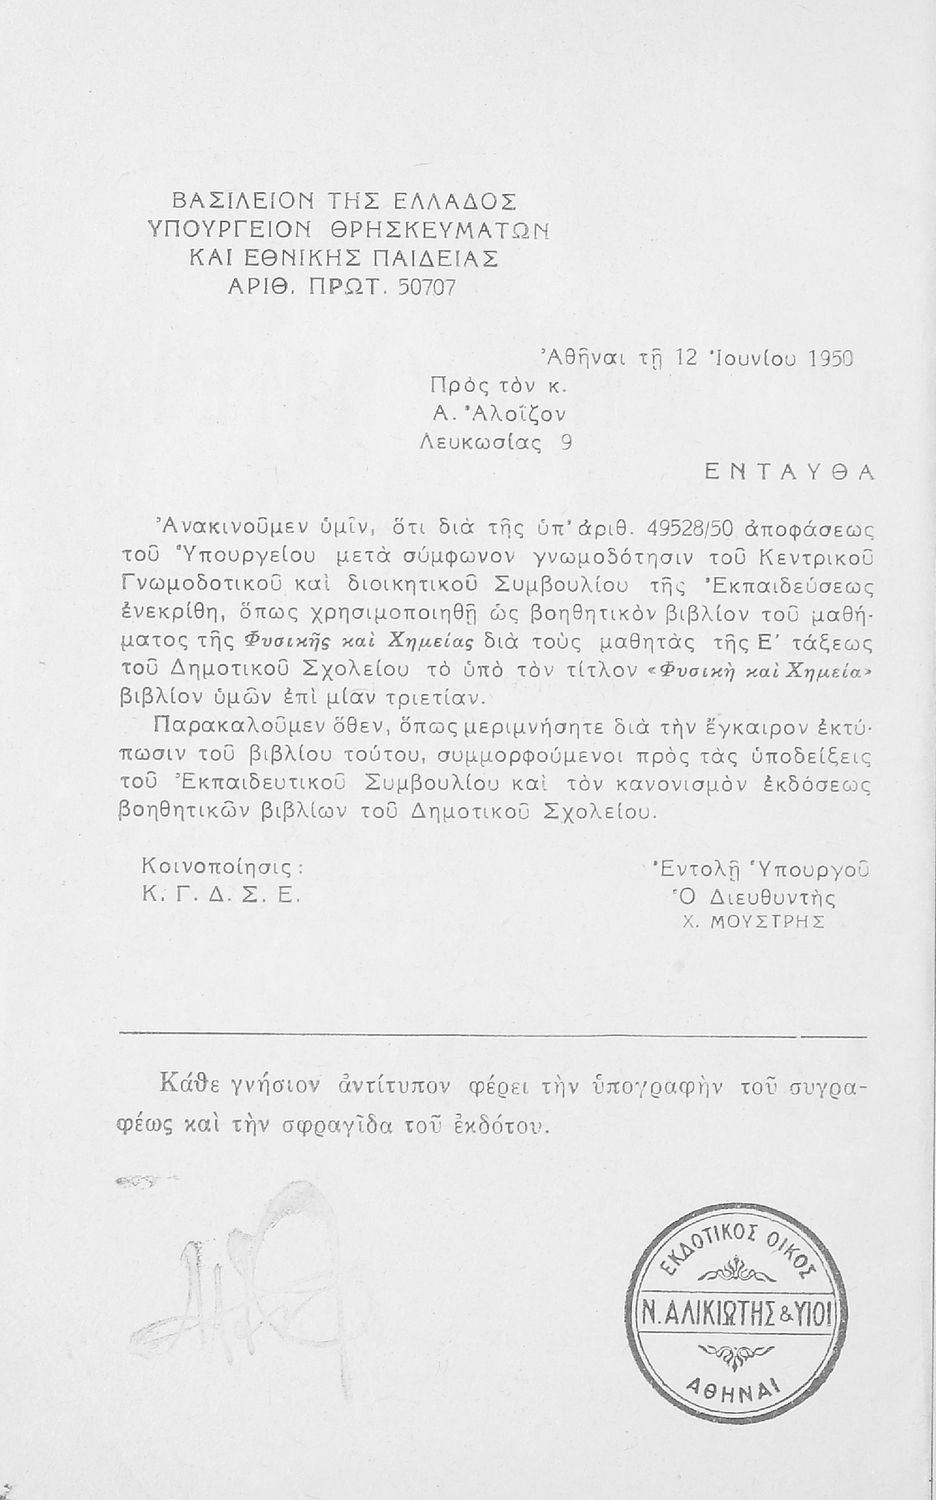 ΒΑΣΙΛΕΙΟΝ ΤΗΣ ΕΛΛΑΔΟΣ
ΥΠΟΥΡΓΕΙΟΝ ΘΡΗΣΚΕΥΜΑΤΩΝ
ΚΑΙ ΕΘΝΙΚΗΣ ΠΑΙΔΕΙΑΣ
ΑΡΙΘ. ΠΡΩΤ. 50707
Ἀθῆναι τῇ 12 Ἰουνίου 1950
Πρὸς τὸν κ.
Α. Ἀλοΐζον
Λευκωσίας 9
ΕΝΤΑΥΘΑ
Ἀνακινοῦμεν ὑμῖν, ὅτι διὰ τῆς ὑπ' ἀριθ. 49528/50 ἀποφάσεως
τοῦ Ὑπουργείου μετὰ σύμφωνον γνωμοδότησιν τοῦ Κεντρικοῦ
Γνωμοδοτικοῦ καὶ διοικητικοῦ Συμβουλίου τῆς Ἐκπαιδεύσεως
ἐνεκρίθη, ὅπως χρησιμοποιηθῇ ὡς βοηθητικὸν βιβλίον τοῦ μαθή-
ματος τῆς Φυσικῆς καὶ Χημείας διὰ τοὺς μαθητὰς τῆς Ε' τάξεως
τοῦ Δημοτικοῦ Σχολείου τὸ ὑπὸ τὸν τίτλον «Φυσικὴ καὶ Χημεία»
βιβλίον ὑμῶν ἐπὶ μίαν τριετίαν.
Παρακαλοῦμεν ὅθεν, ὅπως μεριμνήσητε διὰ τὴν ἔγκαιρον ἐκτύ-
πωσιν τοῦ βιβλίου τούτου, συμμορφούμενοι πρὸς τὰς ὑποδείξεις
τοῦ Ἐκπαιδευτικοῦ Συμβουλίου καὶ τὸν κανονισμὸν ἐκδόσεως
βοηθητικῶν βιβλίων τοῦ Δημοτικοῦ Σχολείου.
Κοινοποίησις :
Κ. Γ. Δ. Σ. Ε.
Ἐντολῇ Ὑπουργοῦ
Ὁ Διευθυντὴς
Χ. ΜΟΥΣΤΡΗΣ
Κάθε γνήσιον ἀντίτυπον φέρει τὴν ὑπογραφὴν τοῦ συγρα-
φέως καὶ τὴν σφραγῖδα τοῦ ἐκδότου.
ΕΚΔΟΤΙΚΟΣ ΟΙΚΟΣ
Ν. ΑΛΙΚΙΩΤΗΣ & ΥΙΟΙ
ΑΘΗΝΑΙ